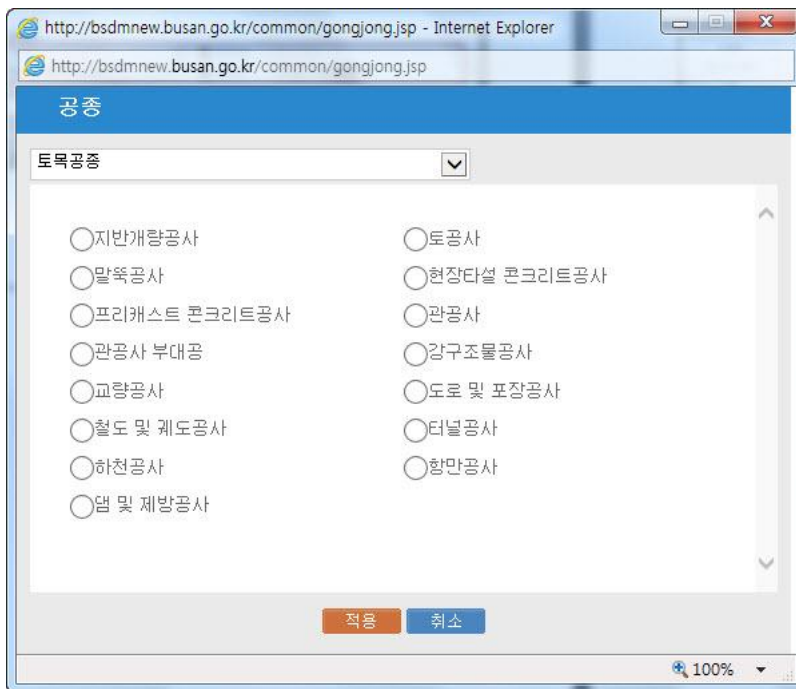 http://bsdmnew.busan.go.kr/common/gongjong.jsp - Internet Explorer
http://bsdmnew.busan.go.kr/common/gongjong.jsp
공종
토목공종
지반개량공사 토공사
말뚝공사 현장타설 콘크리트공사
프리캐스트 콘크리트공사 관공사
관공사 부대공 강구조물공사
교량공사 도로 및 포장공사
철도 및 궤도공사 터널공사
하천공사 항만공사
댐 및 제방공사
적용 취소
100%